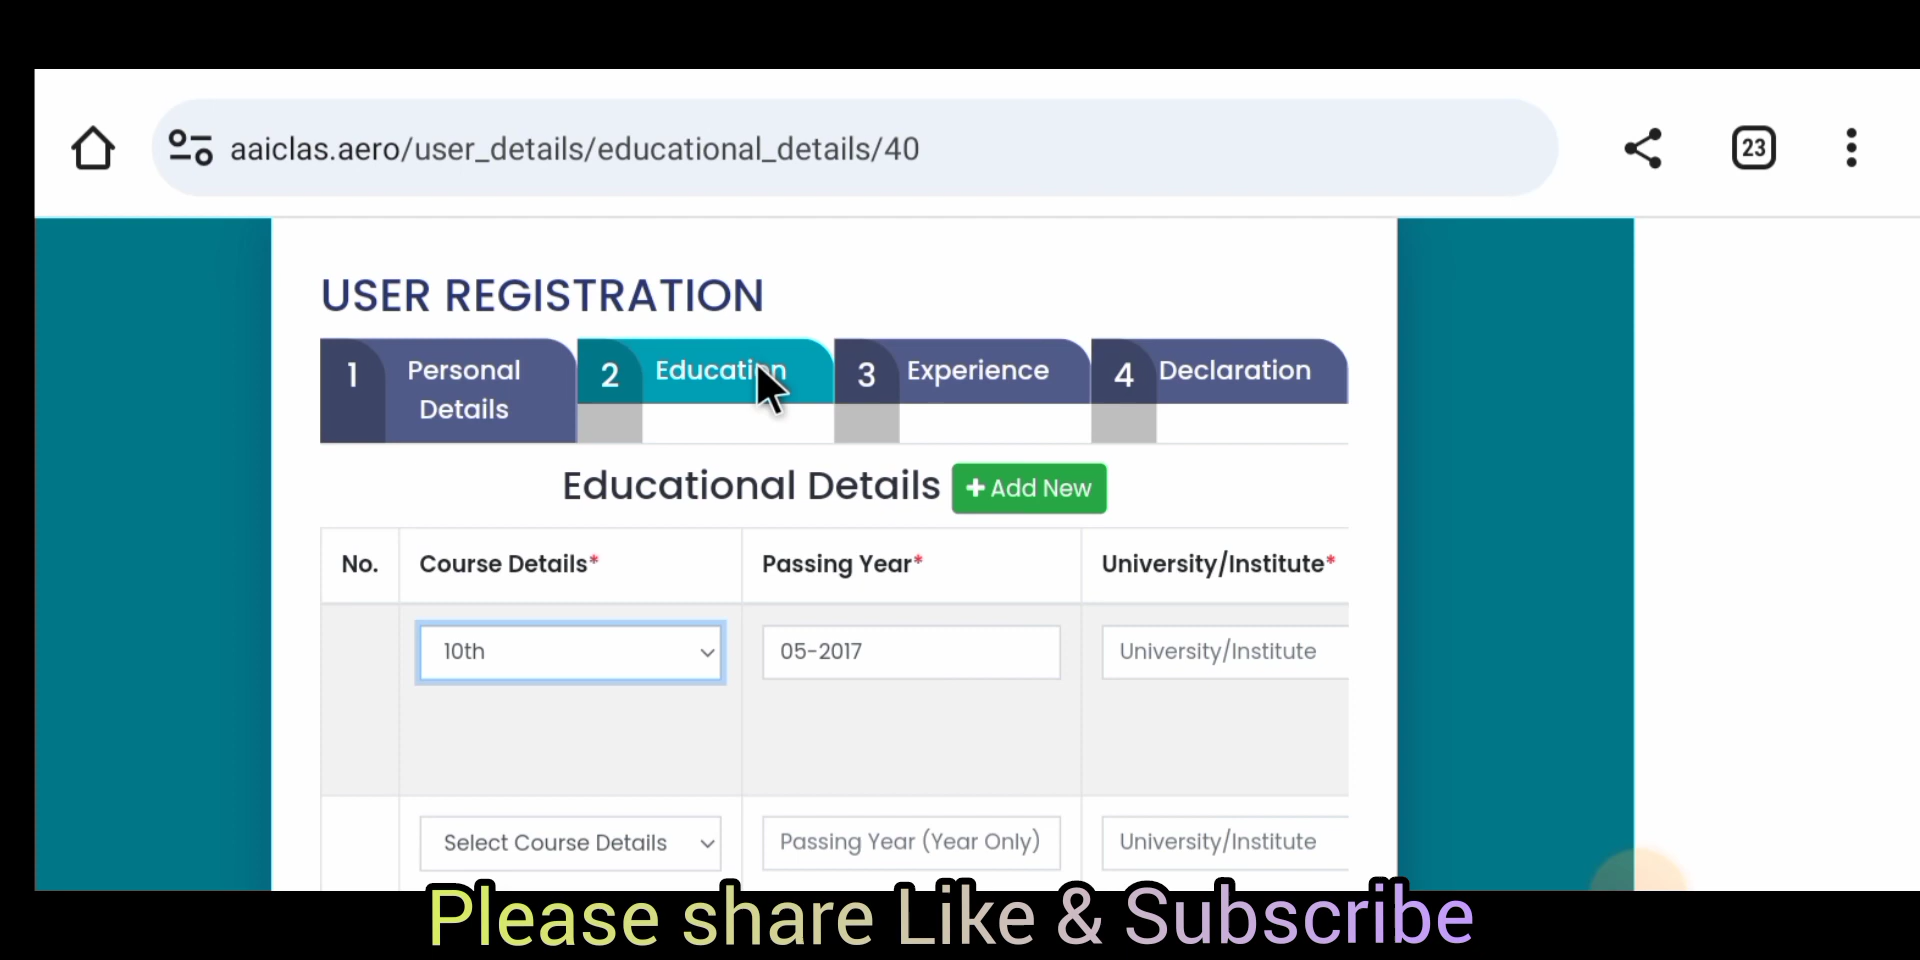 aaiclas.aero/user_details/educational_details/40
23
USER REGISTRATION
1 Personal Details
2 Education
3 Experience
4 Declaration
Educational Details + Add New
No. Course Details* Passing Year* University/Institute*
10th 05-2017 University/Institute
Select Course Details Passing Year (Year Only) University/Institute
Please share Like & Subscribe